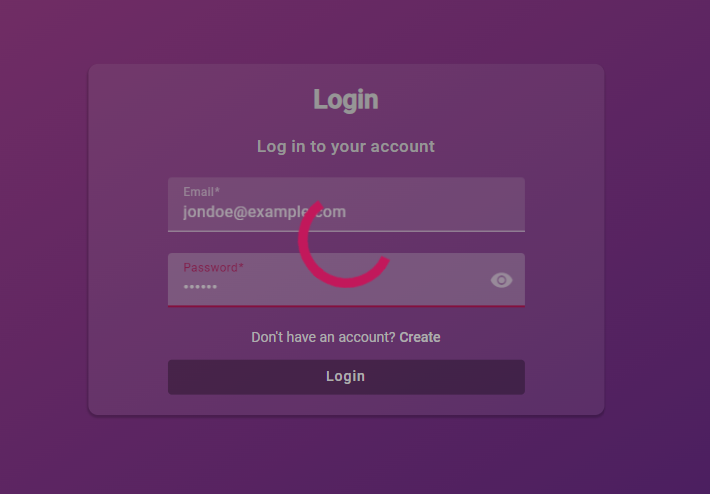 Login
Log in to your account
Email*
jondoe@example.com
Password*
••••••
Don't have an account? Create
Login